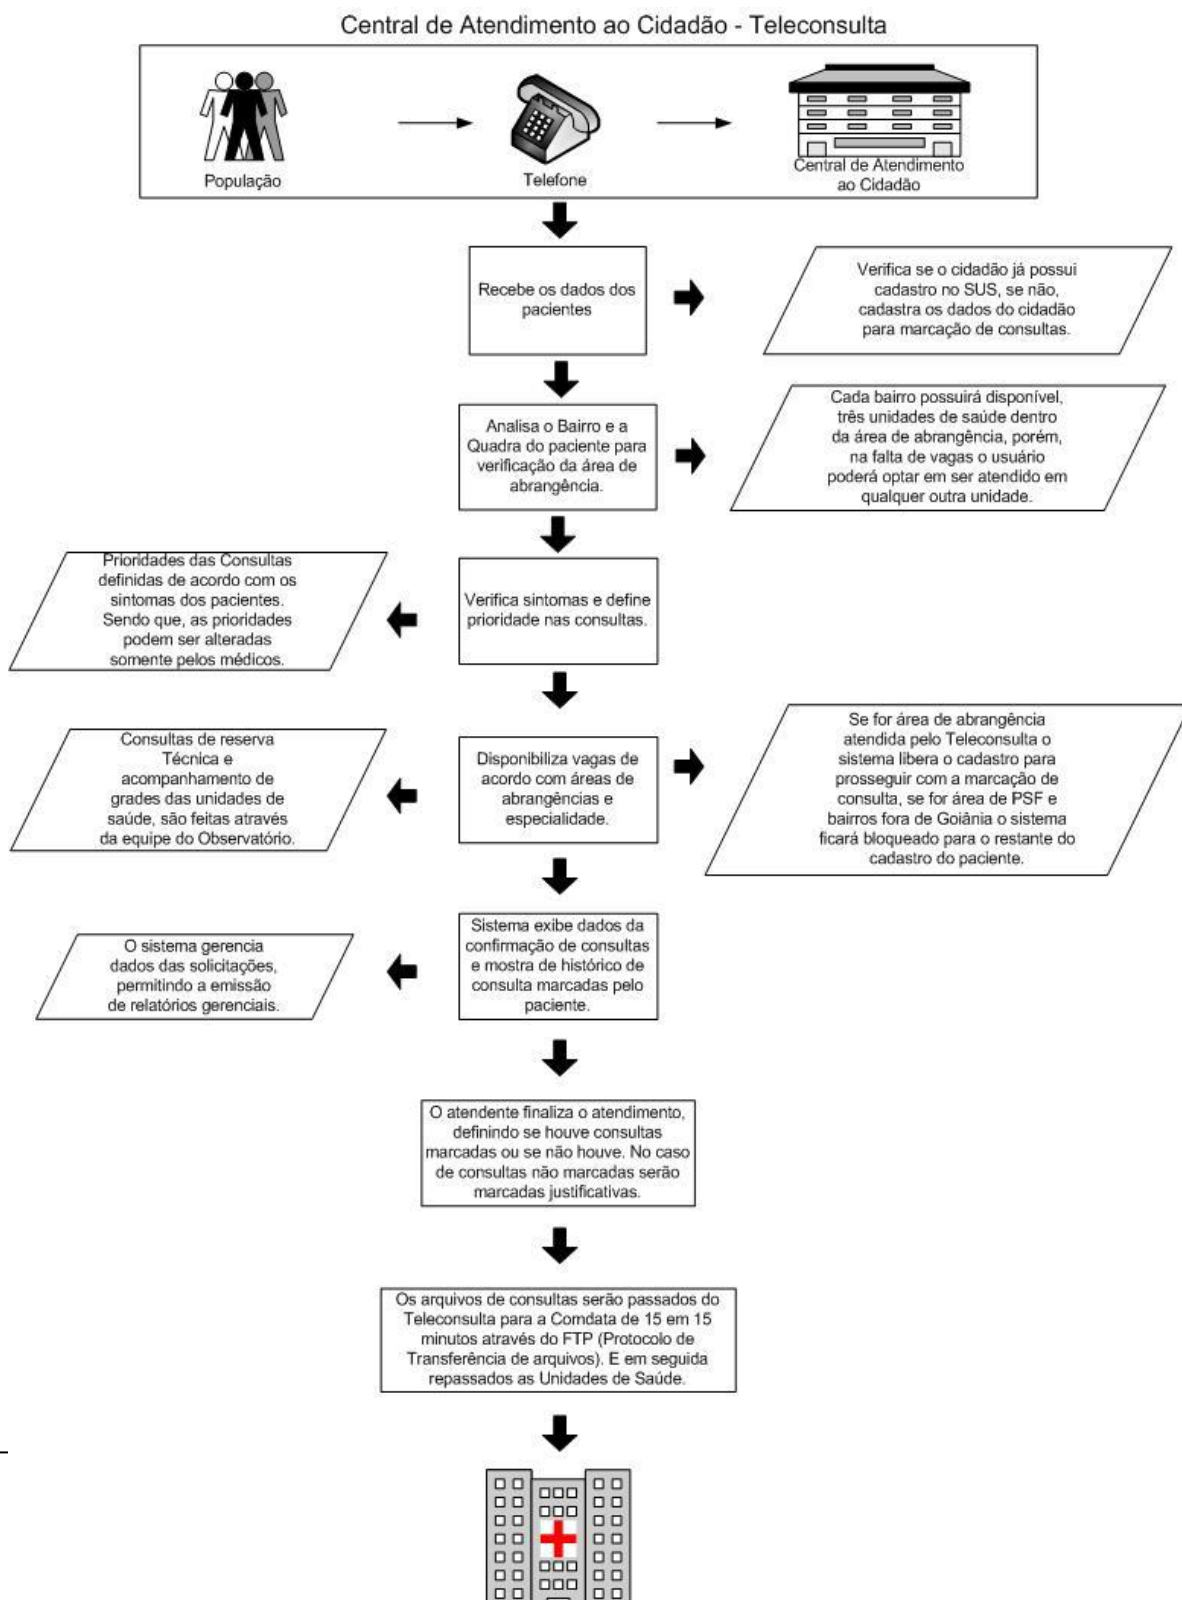 Central de Atendimento ao Cidadão - Teleconsulta
População
Telefone
Central de Atendimento
ao Cidadão
Recebe os dados dos
pacientes
Verifica se o cidadão já possui
cadastro no SUS, se não,
cadastra os dados do cidadão
para marcação de consultas.
Analisa o Bairro e a
Quadra do paciente para
verificação da área de
abrangência.
Cada bairro possuirá disponível,
três unidades de saúde dentro
da área de abrangência, porém,
na falta de vagas o usuário
poderá optar em ser atendido em
qualquer outra unidade.
Prioridades das Consultas
definidas de acordo com os
sintomas dos pacientes.
Sendo que, as prioridades
podem ser alteradas
somente pelos médicos.
Verifica sintomas e define
prioridade nas consultas.
Consultas de reserva
Técnica e
acompanhamento de
grades das unidades de
saúde, são feitas através
da equipe do Observatório.
Disponibiliza vagas de
acordo com áreas de
abrangências e
especialidade.
Se for área de abrangência
atendida pelo Teleconsulta o
sistema libera o cadastro para
prosseguir com a marcação de
consulta, se for área de PSF e
bairros fora de Goiânia o sistema
ficará bloqueado para o restante do
cadastro do paciente.
O sistema gerencia
dados das solicitações,
permitindo a emissão
de relatórios gerenciais.
Sistema exibe dados da
confirmação de consultas
e mostra de histórico de
consulta marcadas pelo
paciente.
O atendente finaliza o atendimento,
definindo se houve consultas
marcadas ou se não houve. No caso
de consultas não marcadas serão
marcadas justificativas.
Os arquivos de consultas serão passados do
Teleconsulta para a Comdata de 15 em 15
minutos através do FTP (Protocolo de
Transferência de arquivos). E em seguida
repassados as Unidades de Saúde.